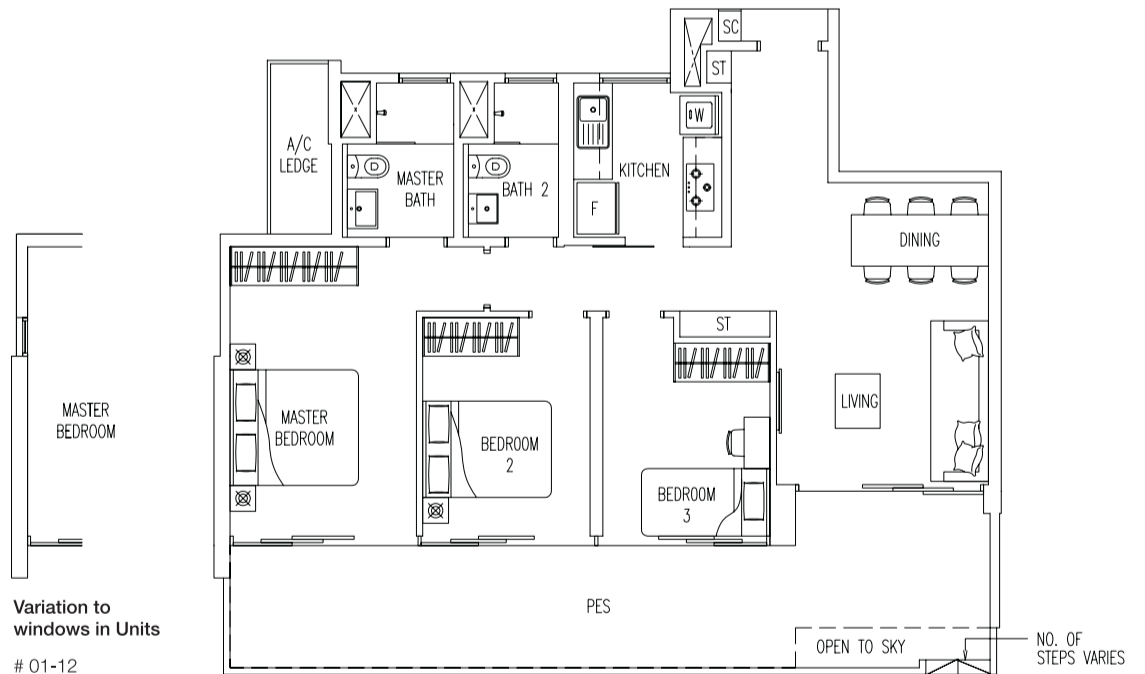 SC
ST
A/C
LEDGE
MASTER
BATH
BATH 2
KITCHEN
W
F
DINING
ST
LIVING
MASTER
BEDROOM
MASTER
BEDROOM
BEDROOM
2
BEDROOM
3
PES
OPEN TO SKY
NO. OF
STEPS VARIES
Variation to
windows in Units
# 01-12